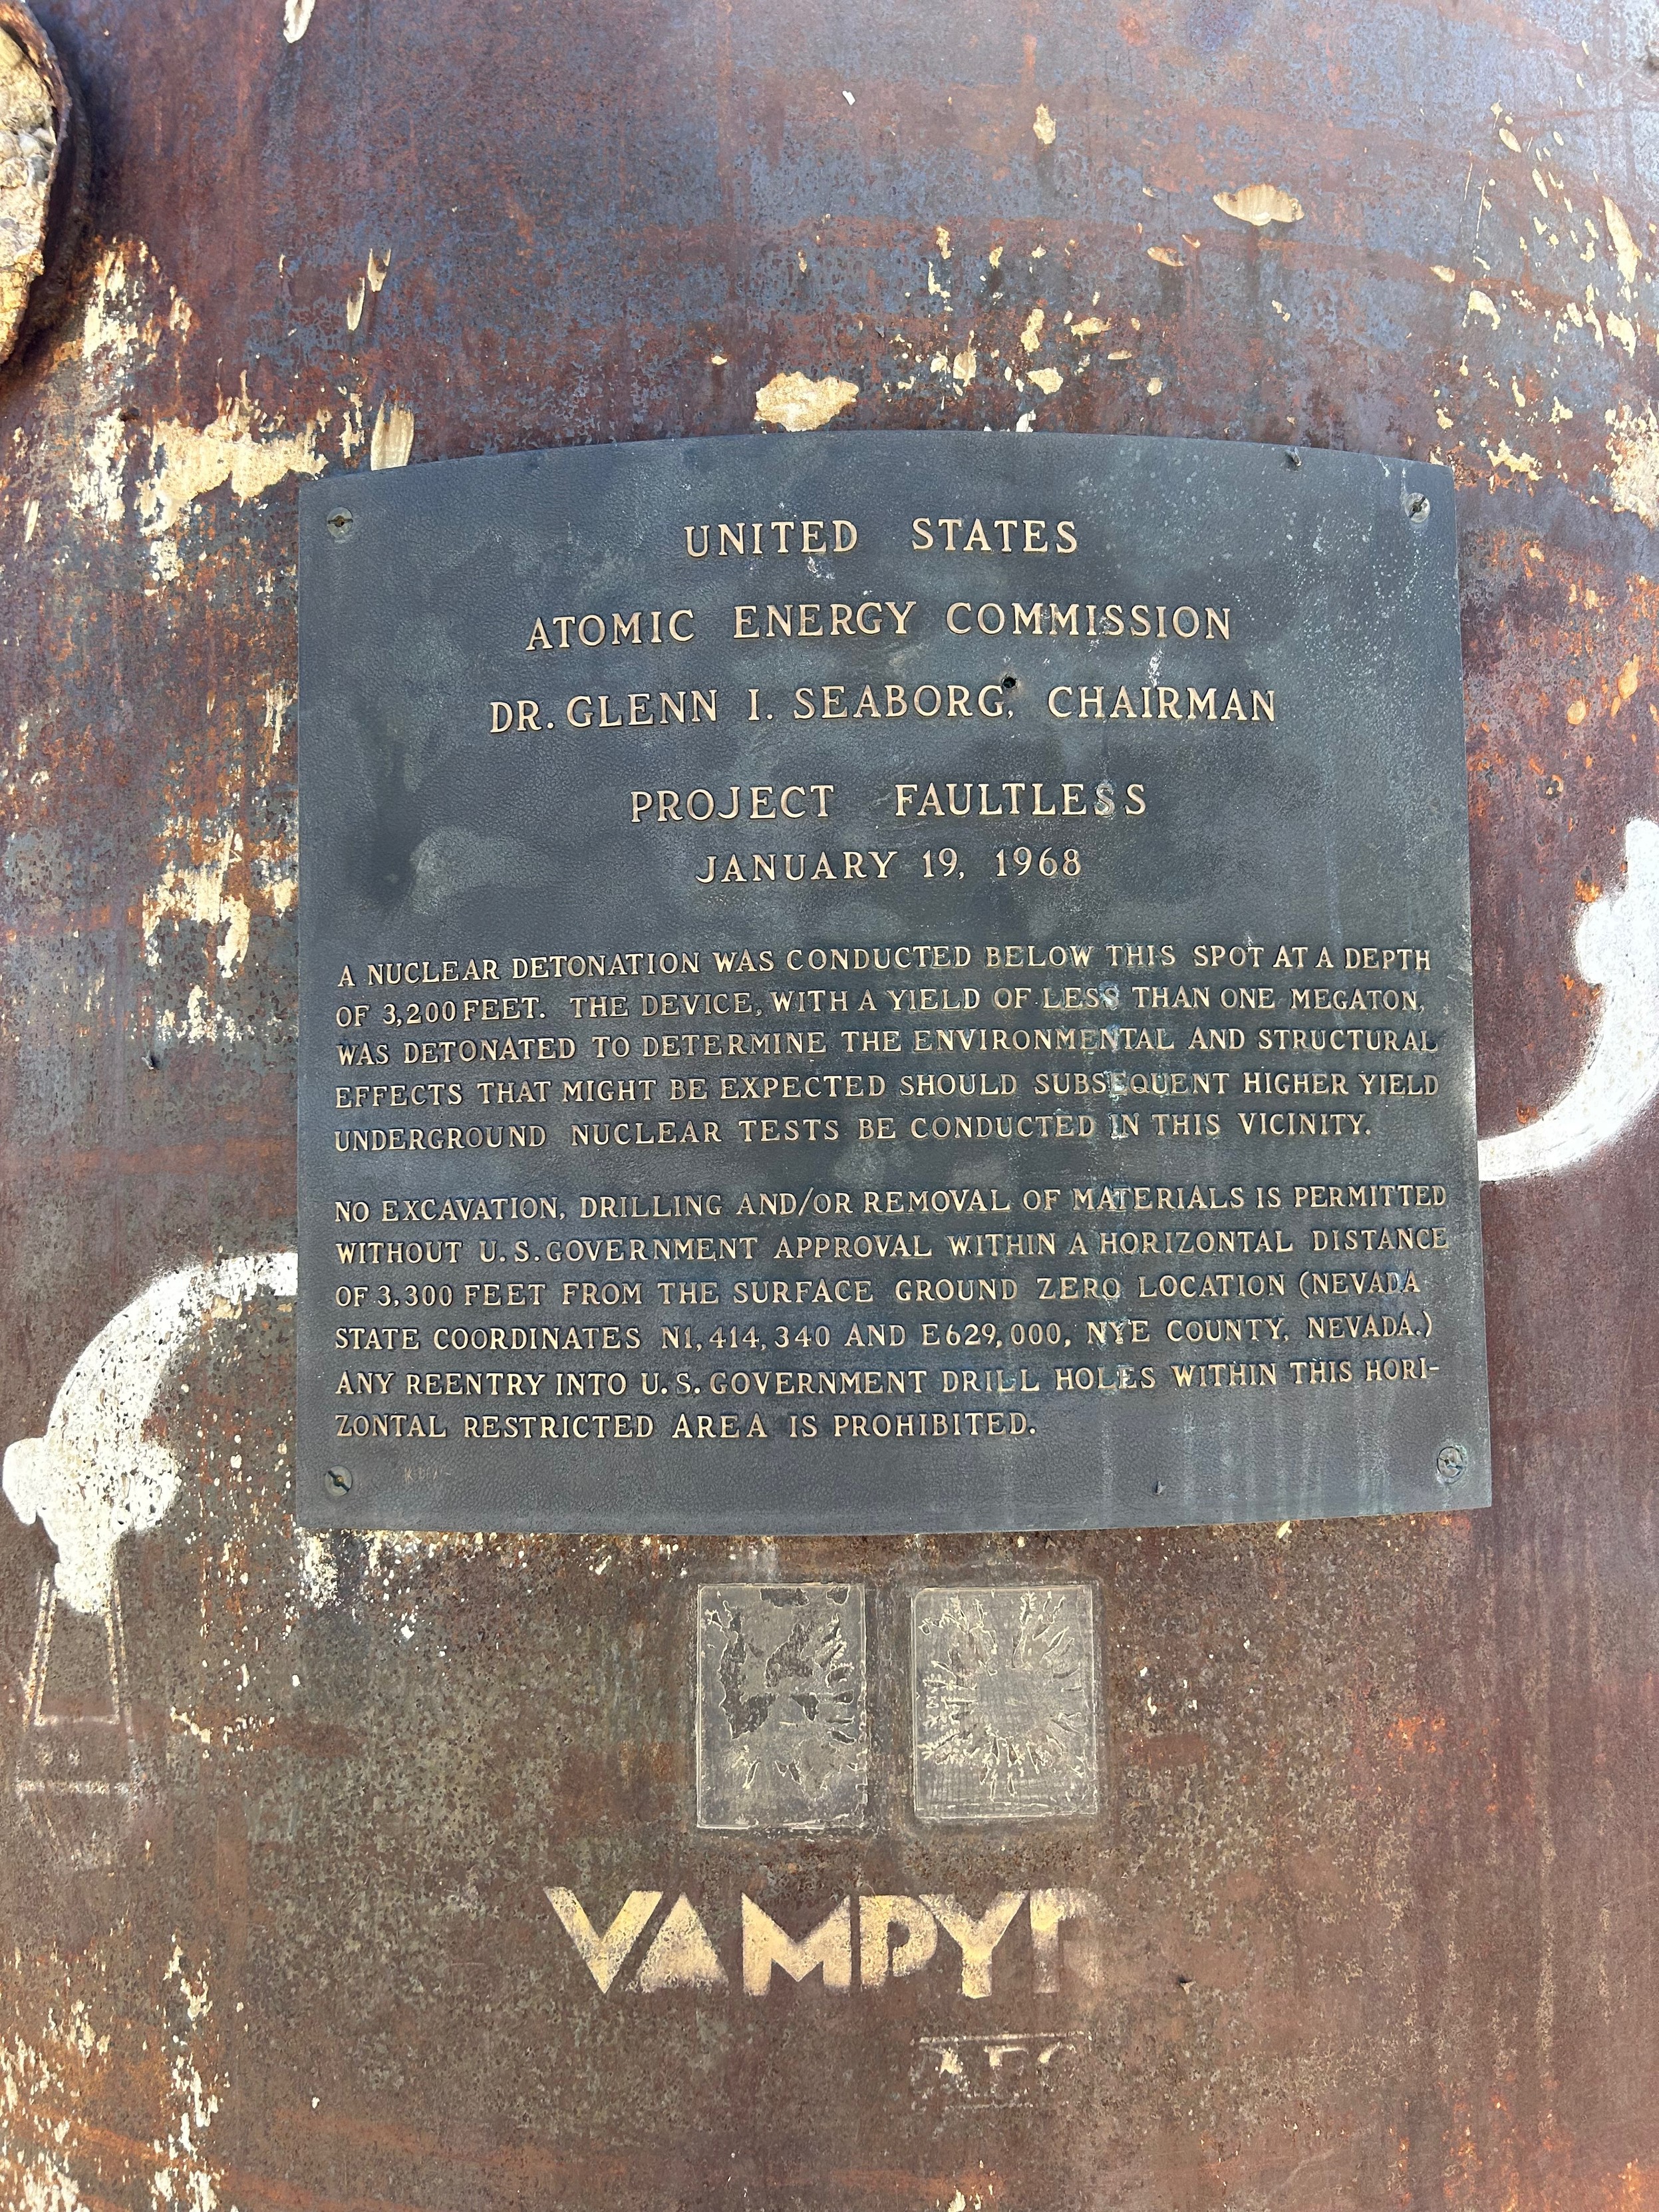 UNITED STATES
ATOMIC ENERGY COMMISSION
DR. GLENN I. SEABORG, CHAIRMAN
PROJECT FAULTLESS
JANUARY 19, 1968
A NUCLEAR DETONATION WAS CONDUCTED BELOW THIS SPOT AT A DEPTH
OF 3,200 FEET. THE DEVICE, WITH A YIELD OF LESS THAN ONE MEGATON,
WAS DETONATED TO DETERMINE THE ENVIRONMENTAL AND STRUCTURAL
EFFECTS THAT MIGHT BE EXPECTED SHOULD SUBSEQUENT HIGHER YIELD
UNDERGROUND NUCLEAR TESTS BE CONDUCTED IN THIS VICINITY.
NO EXCAVATION, DRILLING AND/OR REMOVAL OF MATERIALS IS PERMITTED
WITHOUT U.S. GOVERNMENT APPROVAL WITHIN A HORIZONTAL DISTANCE
OF 3,300 FEET FROM THE SURFACE GROUND ZERO LOCATION (NEVADA
STATE COORDINATES N1,414,340 AND E629,000, NYE COUNTY, NEVADA.)
ANY REENTRY INTO U.S. GOVERNMENT DRILL HOLES WITHIN THIS HORI-
ZONTAL RESTRICTED AREA IS PROHIBITED.
VAMPYR